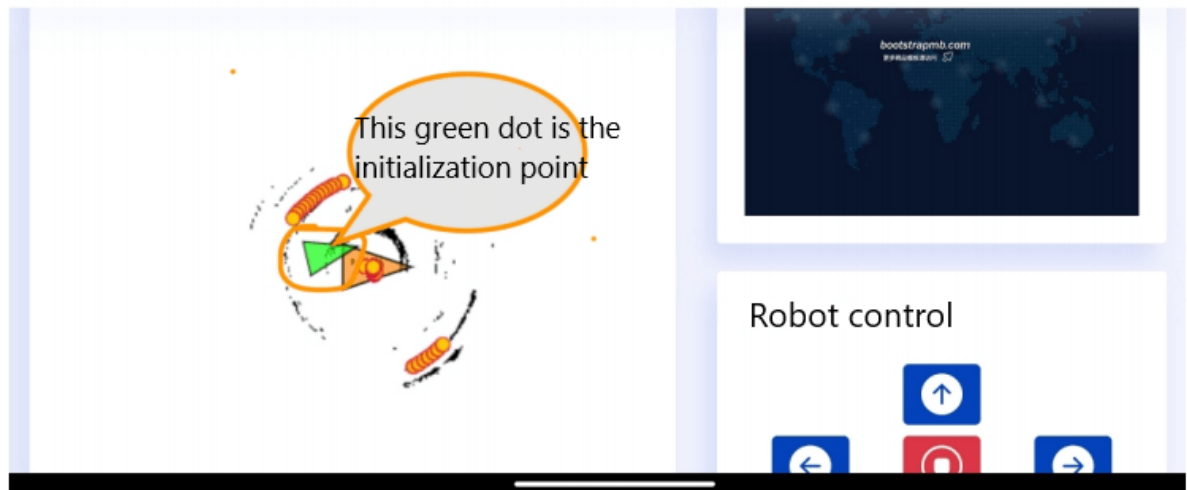 This green dot is the
initialization point
bootstrapmb.com
Robot control